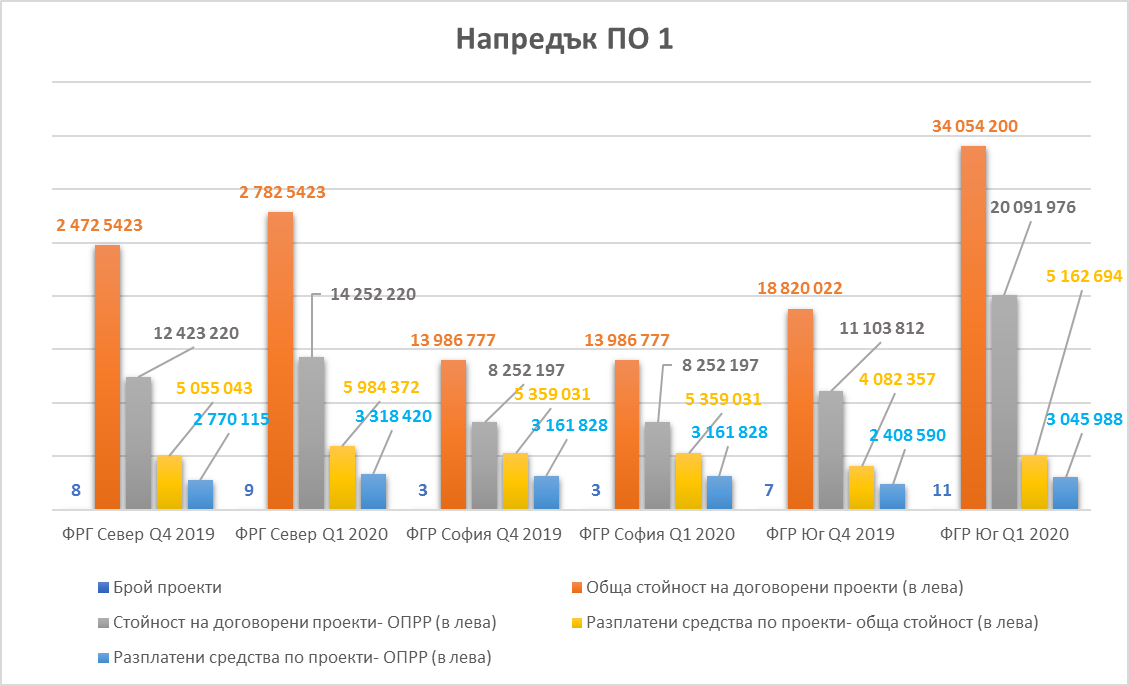 Напредък ПО 1
34 054 200
2 782 5423
20 091 976
2 472 5423
5 162 694
14 252 220
18 820 022
12 423 220
13 986 777
13 986 777
11 103 812
8 252 197
8 252 197
5 055 043
5 984 372
5 359 031
5 359 031
4 082 357
2 770 115
3 318 420
3 161 828
3 161 828
2 408 590
3 045 988
8
9
3
3
7
11
ФРГ Север Q4 2019
ФРГ Север Q1 2020
ФГР София Q4 2019
ФГР София Q1 2020
ФГР Юг Q4 2019
ФГР Юг Q1 2020
Брой проекти
Обща стойност на договорени проекти (в лева)
Стойност на договорени проекти- ОПРР (в лева)
Разплатени средства по проекти- обща стойност (в лева)
Разплатени средства по проекти- ОПРР (в лева)